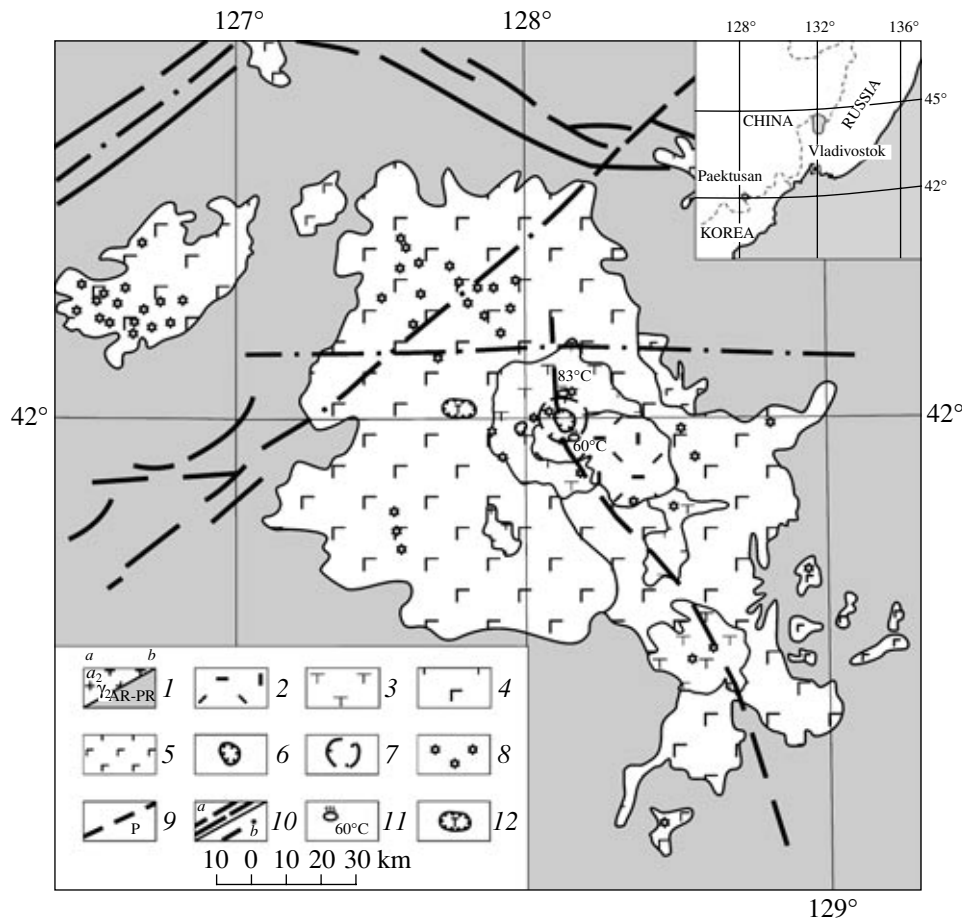 127° 128°
128° 132° 136°
45°
CHINA
RUSSIA
Vladivostok
Paektusan
42°
KOREA
83°C
42° 42°
60°C
a b
a₂ γ₂ AR-PR 1 2 3 4
5 6 7 8
P 9 a b 10 60°C 11 12
10 0 10 20 30 km
129°